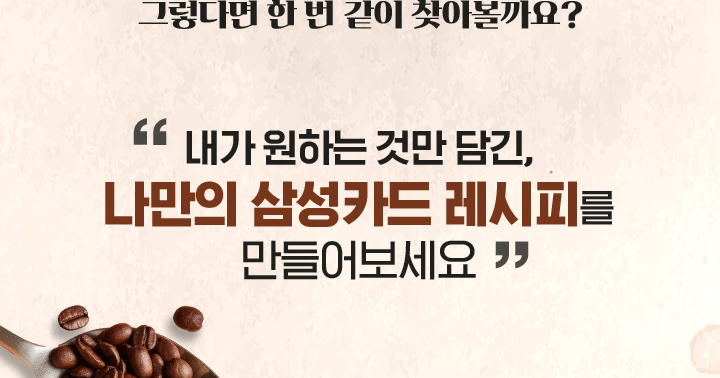 그렇다면 한 번 같이 찾아볼까요?
“ 내가 원하는 것만 담긴,
나만의 삼성카드 레시피를
만들어보세요 ”